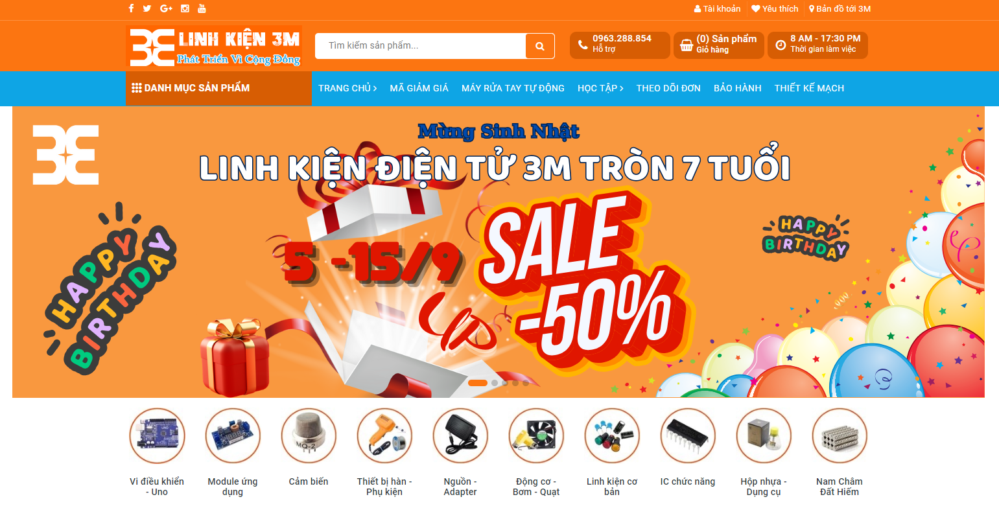 Tài khoản
Yêu thích
Bản đồ tới 3M
LINH KIỆN 3M
Phát Triển Vì Cộng Đồng
Tìm kiếm sản phẩm...
0963.288.854
Hỗ trợ
(0) Sản phẩm
Giỏ hàng
8 AM - 17:30 PM
Thời gian làm việc
DANH MỤC SẢN PHẨM
TRANG CHỦ
MÃ GIẢM GIÁ
MÁY RỬA TAY TỰ ĐỘNG
HỌC TẬP
THEO DÕI ĐƠN
BẢO HÀNH
THIẾT KẾ MẠCH
Mừng Sinh Nhật
LINH KIỆN ĐIỆN TỬ 3M TRÒN 7 TUỔI
HAPPY
BIRTHDAY
5 -15/9
SALE
-50%
HAPPY
BIRTHDAY
UNO
MQ-2
Vi điều khiển
- Uno
Module ứng
dụng
Cảm biến
Thiết bị hàn -
Phụ kiện
Nguồn -
Adapter
Động cơ -
Bơm - Quạt
Linh kiện cơ
bản
IC chức năng
Hộp nhựa -
Dụng cụ
Nam Châm
Đất Hiếm